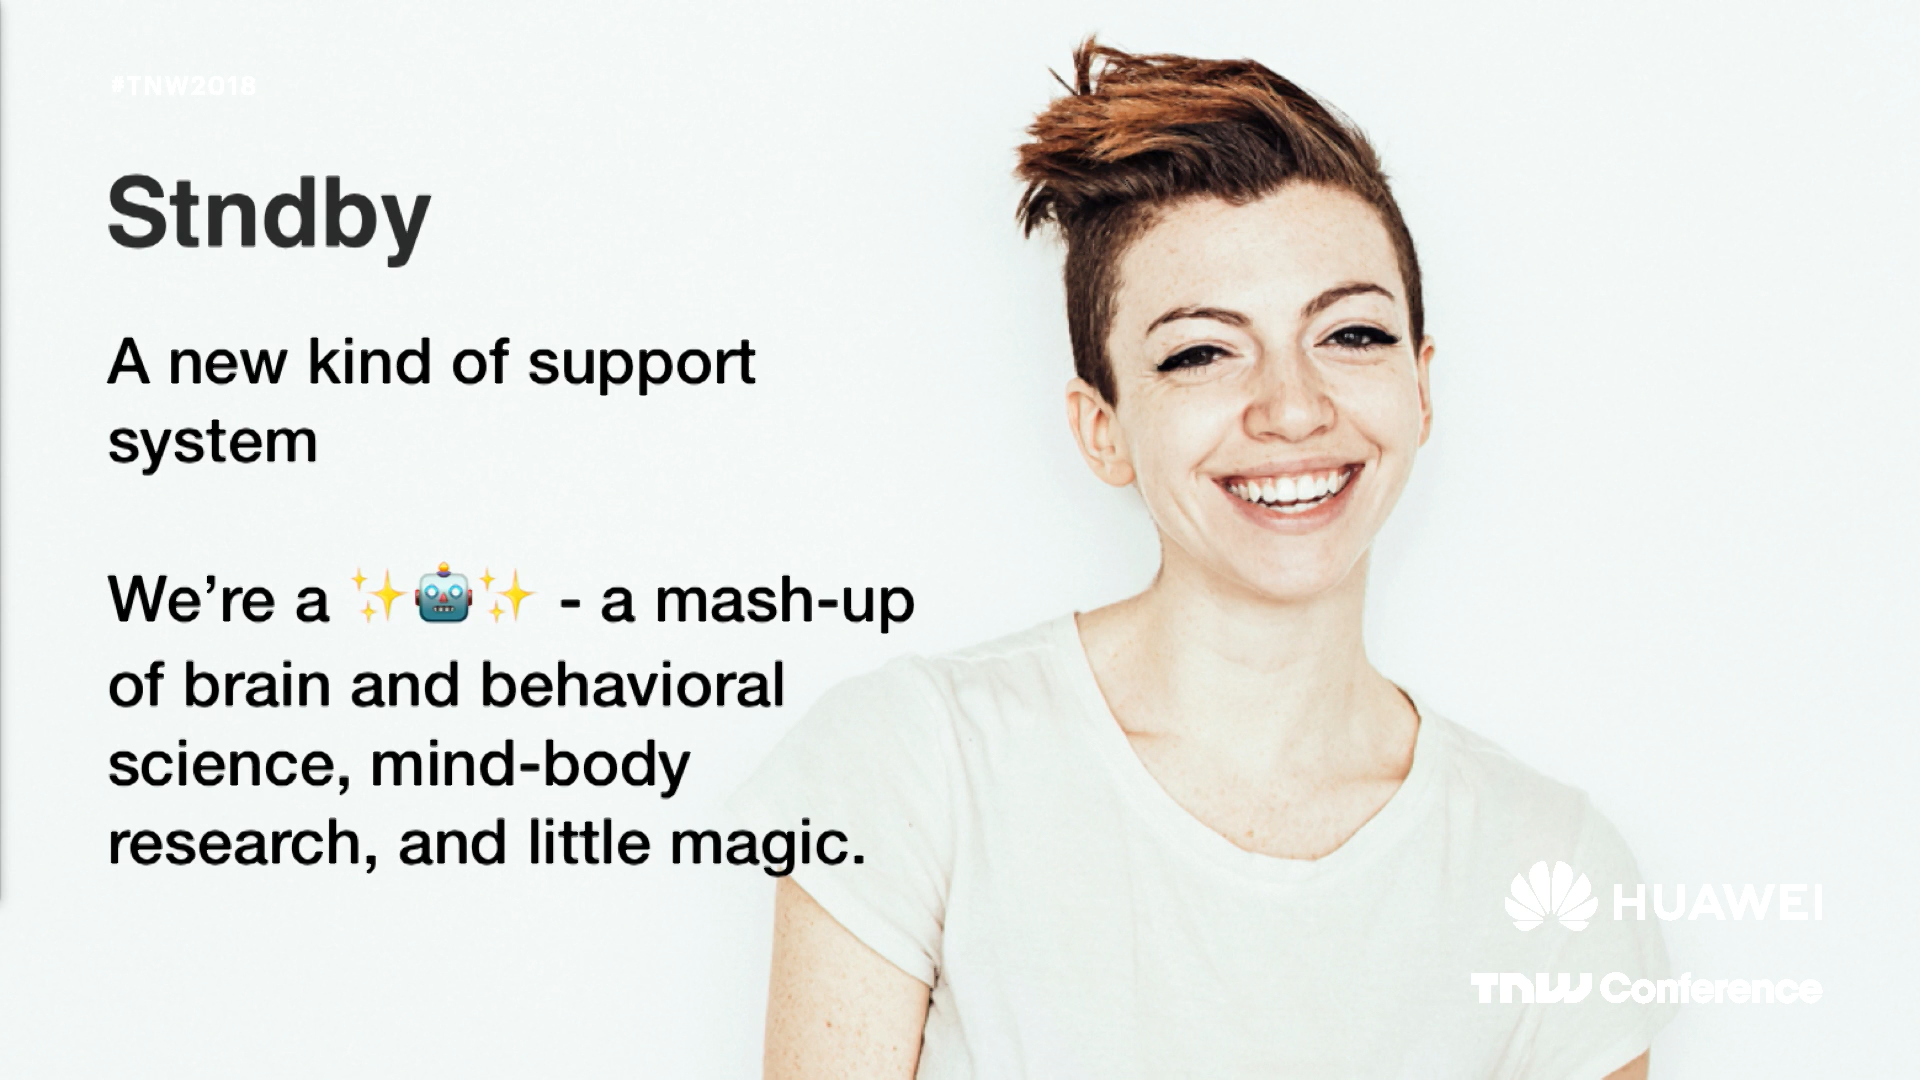 #TNW2018
Stndby
A new kind of support
system
We’re a ✨🤖✨ - a mash-up
of brain and behavioral
science, mind-body
research, and little magic.
HUAWEI
TNW Conference